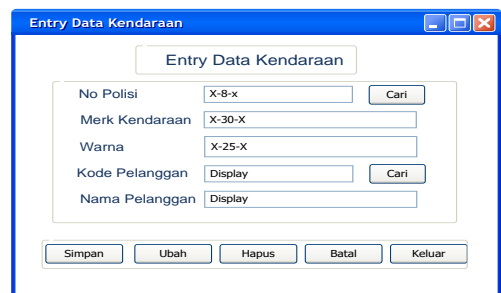 Entry Data Kendaraan
Entry Data Kendaraan
No Polisi X-8-x Cari
Merk Kendaraan X-30-X
Warna X-25-X
Kode Pelanggan Display Cari
Nama Pelanggan Display
Simpan Ubah Hapus Batal Keluar